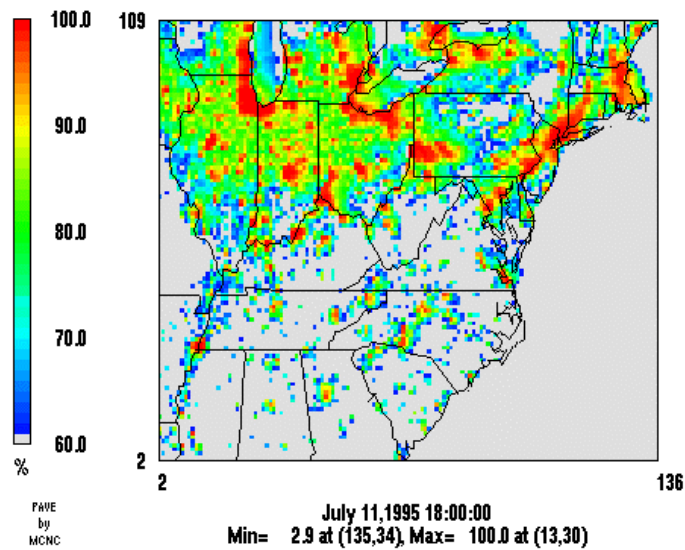 100.0
90.0
80.0
70.0
60.0
%
PAVE
by
MCNC
109
2
2
136
July 11,1995 18:00:00
Min= 2.9 at (135,34), Max= 100.0 at (13,30)